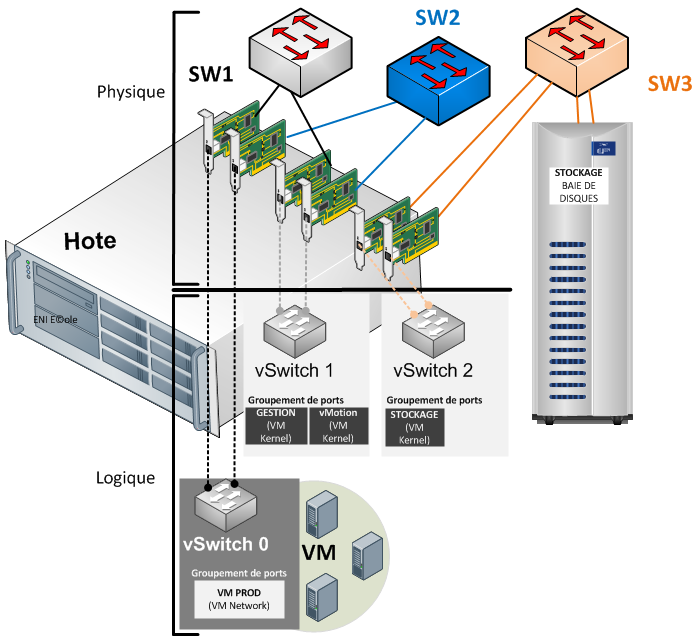 SW2
SW1
Physique
SW3
STOCKAGE
BAIE DE
DISQUES
Hote
ENI E©ole
vSwitch 1
vSwitch 2
Groupement de ports
Groupement de ports
GESTION
(VM
Kernel)
vMotion
(VM
Kernel)
STOCKAGE
(VM
Kernel)
Logique
vSwitch 0
VM
Groupement de ports
VM PROD
(VM Network)